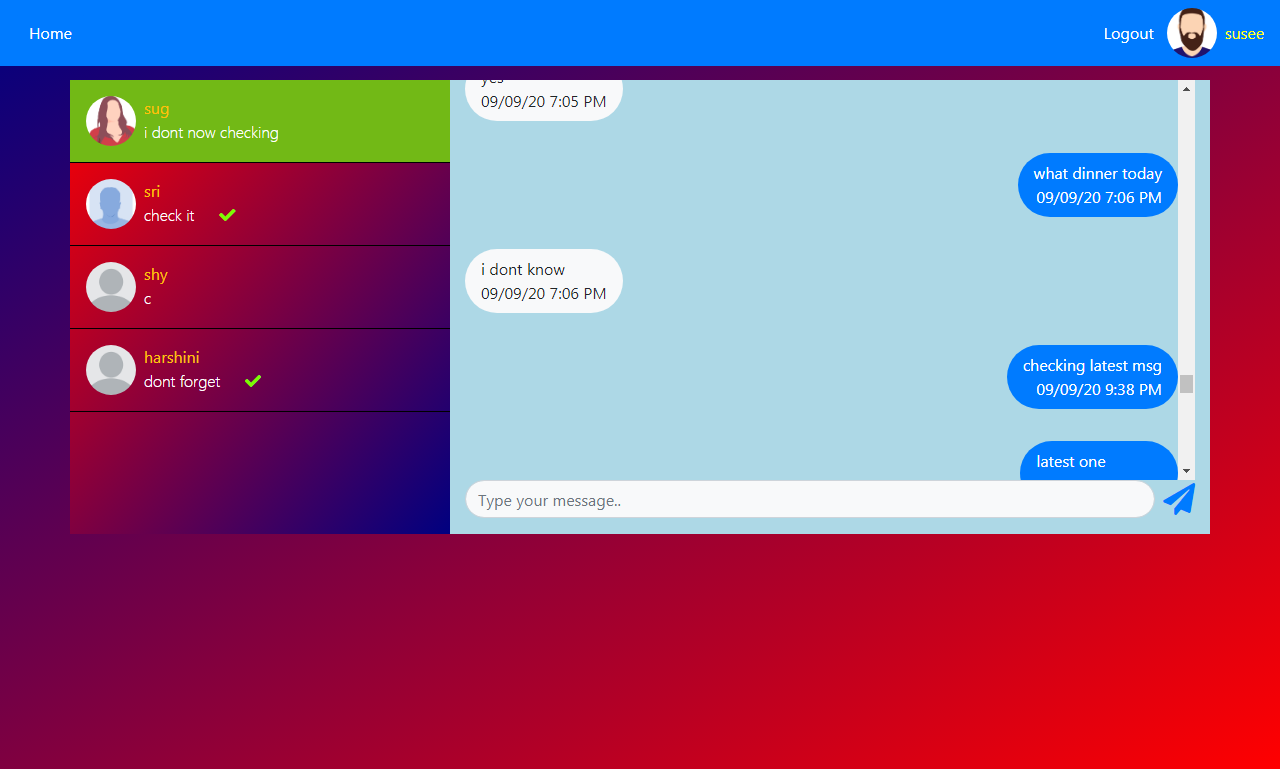 Home
Logout
susee
sug
i dont now checking
sri
check it
shy
c
harshini
dont forget
yes
09/09/20 7:05 PM
what dinner today
09/09/20 7:06 PM
i dont know
09/09/20 7:06 PM
checking latest msg
09/09/20 9:38 PM
latest one
Type your message..